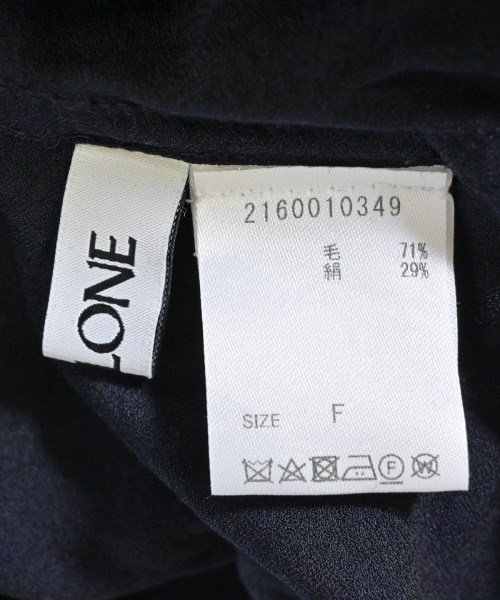 LONE
2160010349
毛 71%
絹 29%
SIZE F
F W